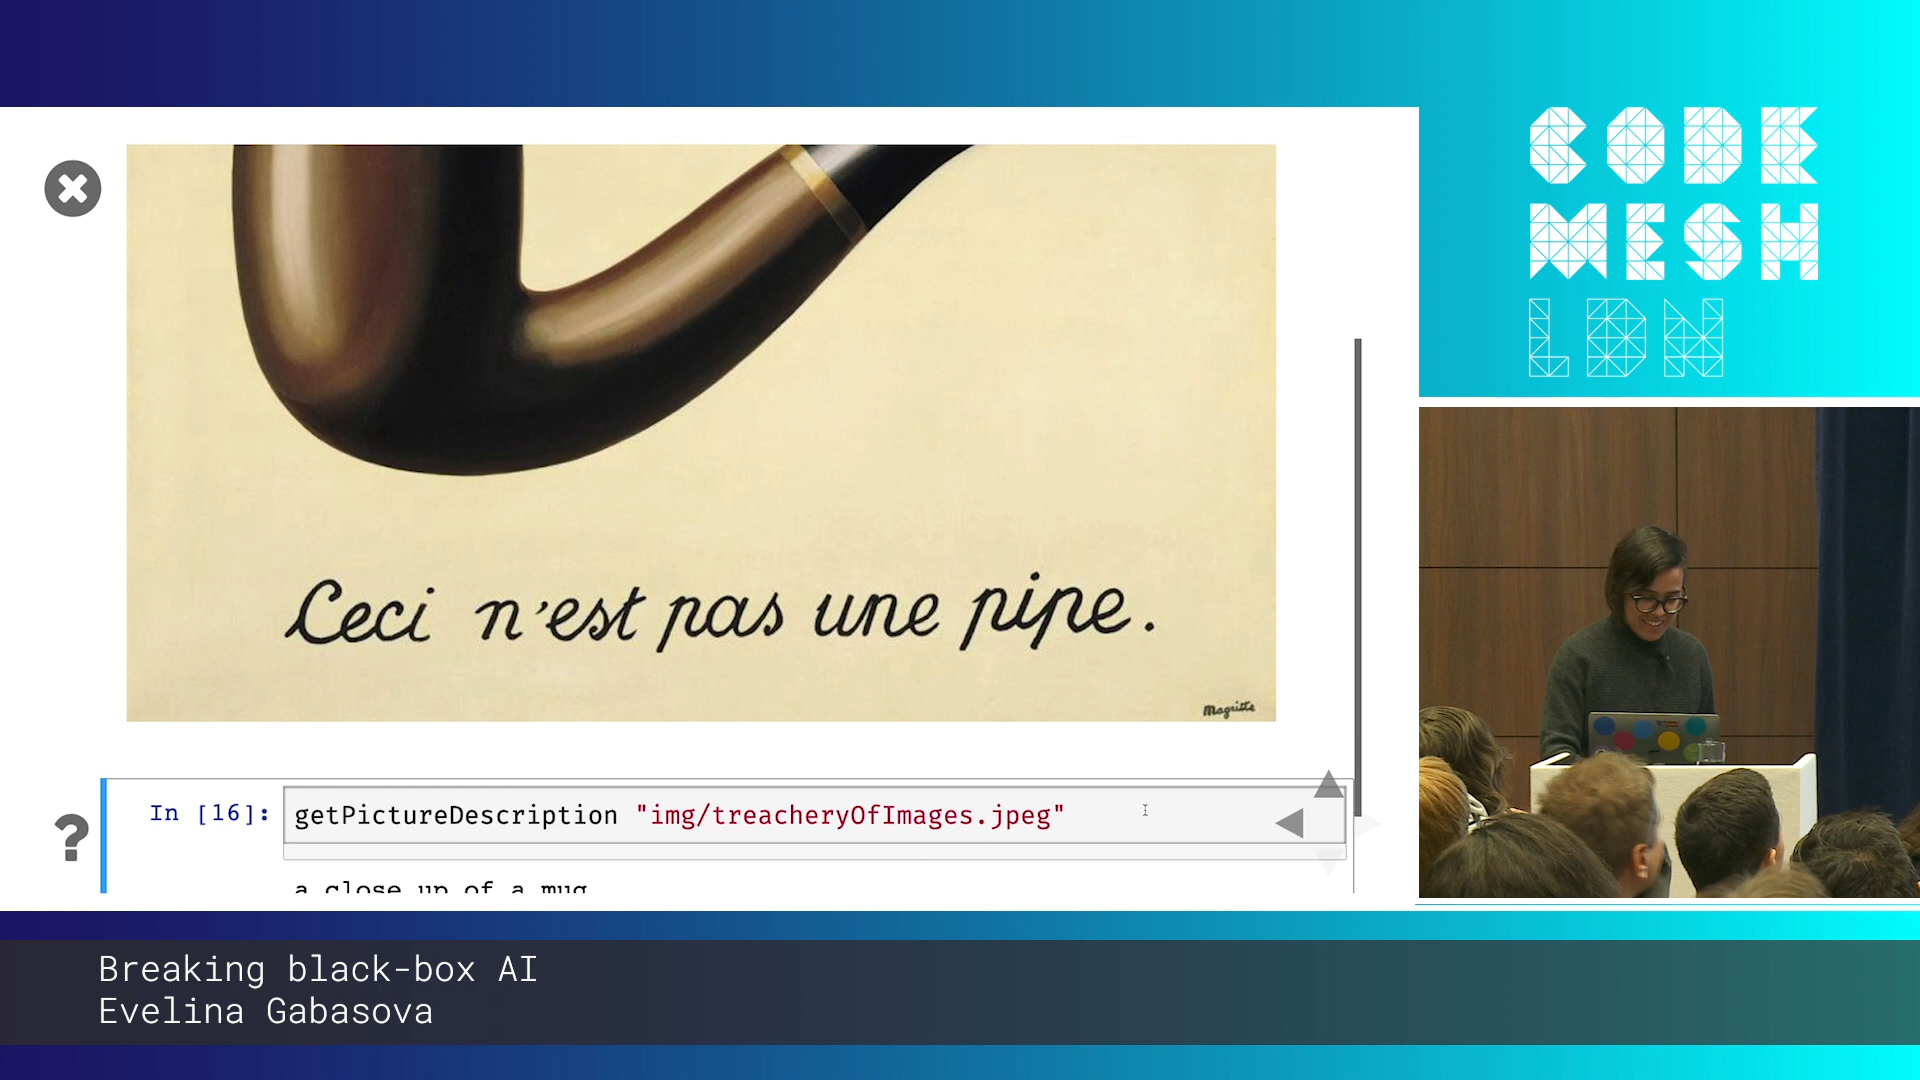 CODE
MESH
LDN
Ceci n'est pas une pipe.
Magritte
In [16]: getPictureDescription "img/treacheryOfImages.jpeg"
a close up of a mug
Breaking black-box AI
Evelina Gabasova